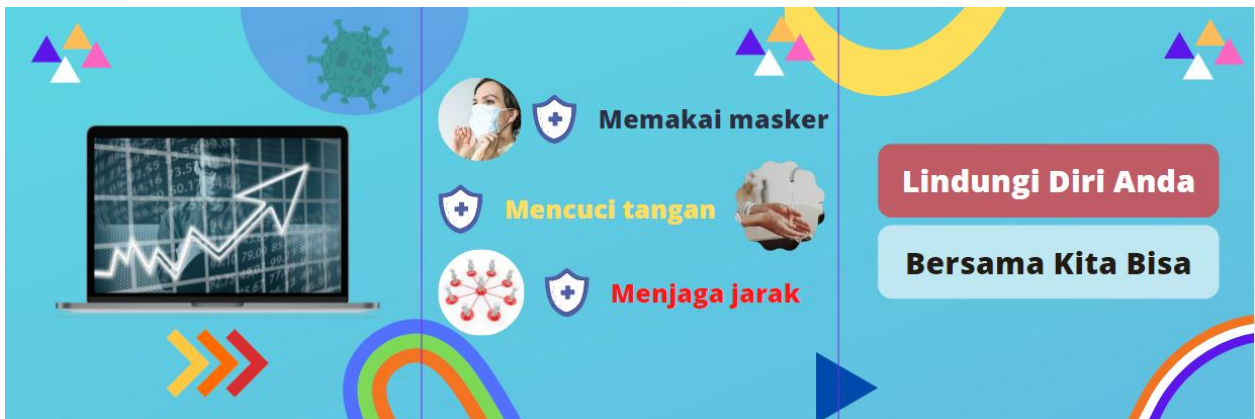 Memakai masker
Mencuci tangan
Menjaga jarak
Lindungi Diri Anda
Bersama Kita Bisa